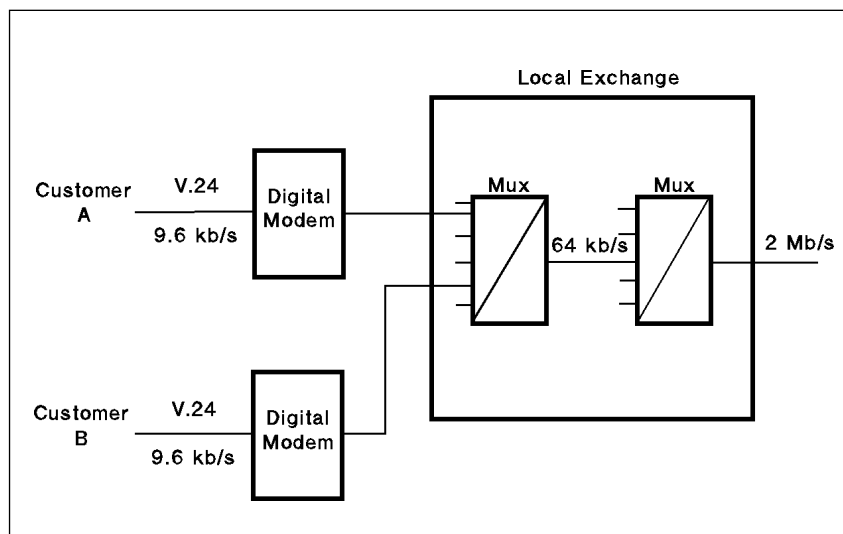 Local Exchange
Customer
A
V.24
9.6 kb/s
Digital
Modem
Mux
64 kb/s
Mux
2 Mb/s
Customer
B
V.24
9.6 kb/s
Digital
Modem